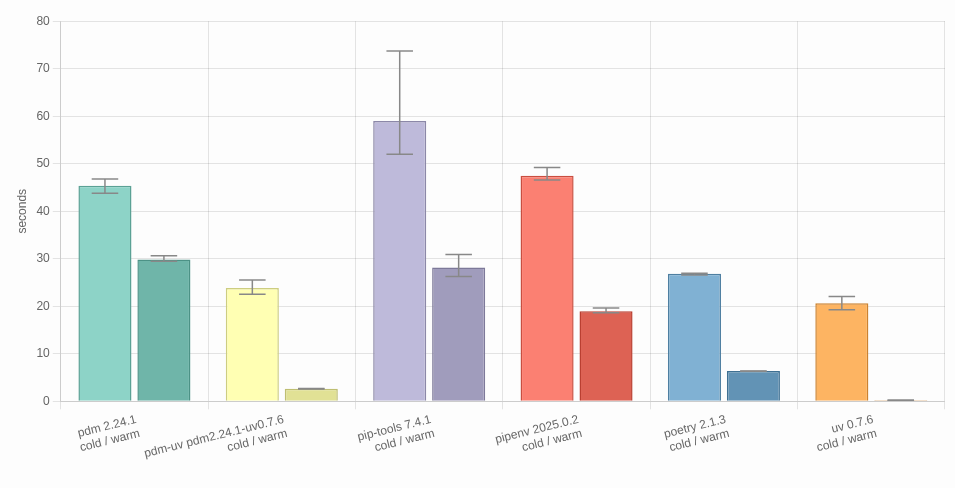 80
70
60
50
40
30
20
10
0
seconds
pdm 2.24.1
cold / warm
pdm-uv pdm2.24.1-uv0.7.6
cold / warm
pip-tools 7.4.1
cold / warm
pipenv 2025.0.2
cold / warm
poetry 2.1.3
cold / warm
uv 0.7.6
cold / warm